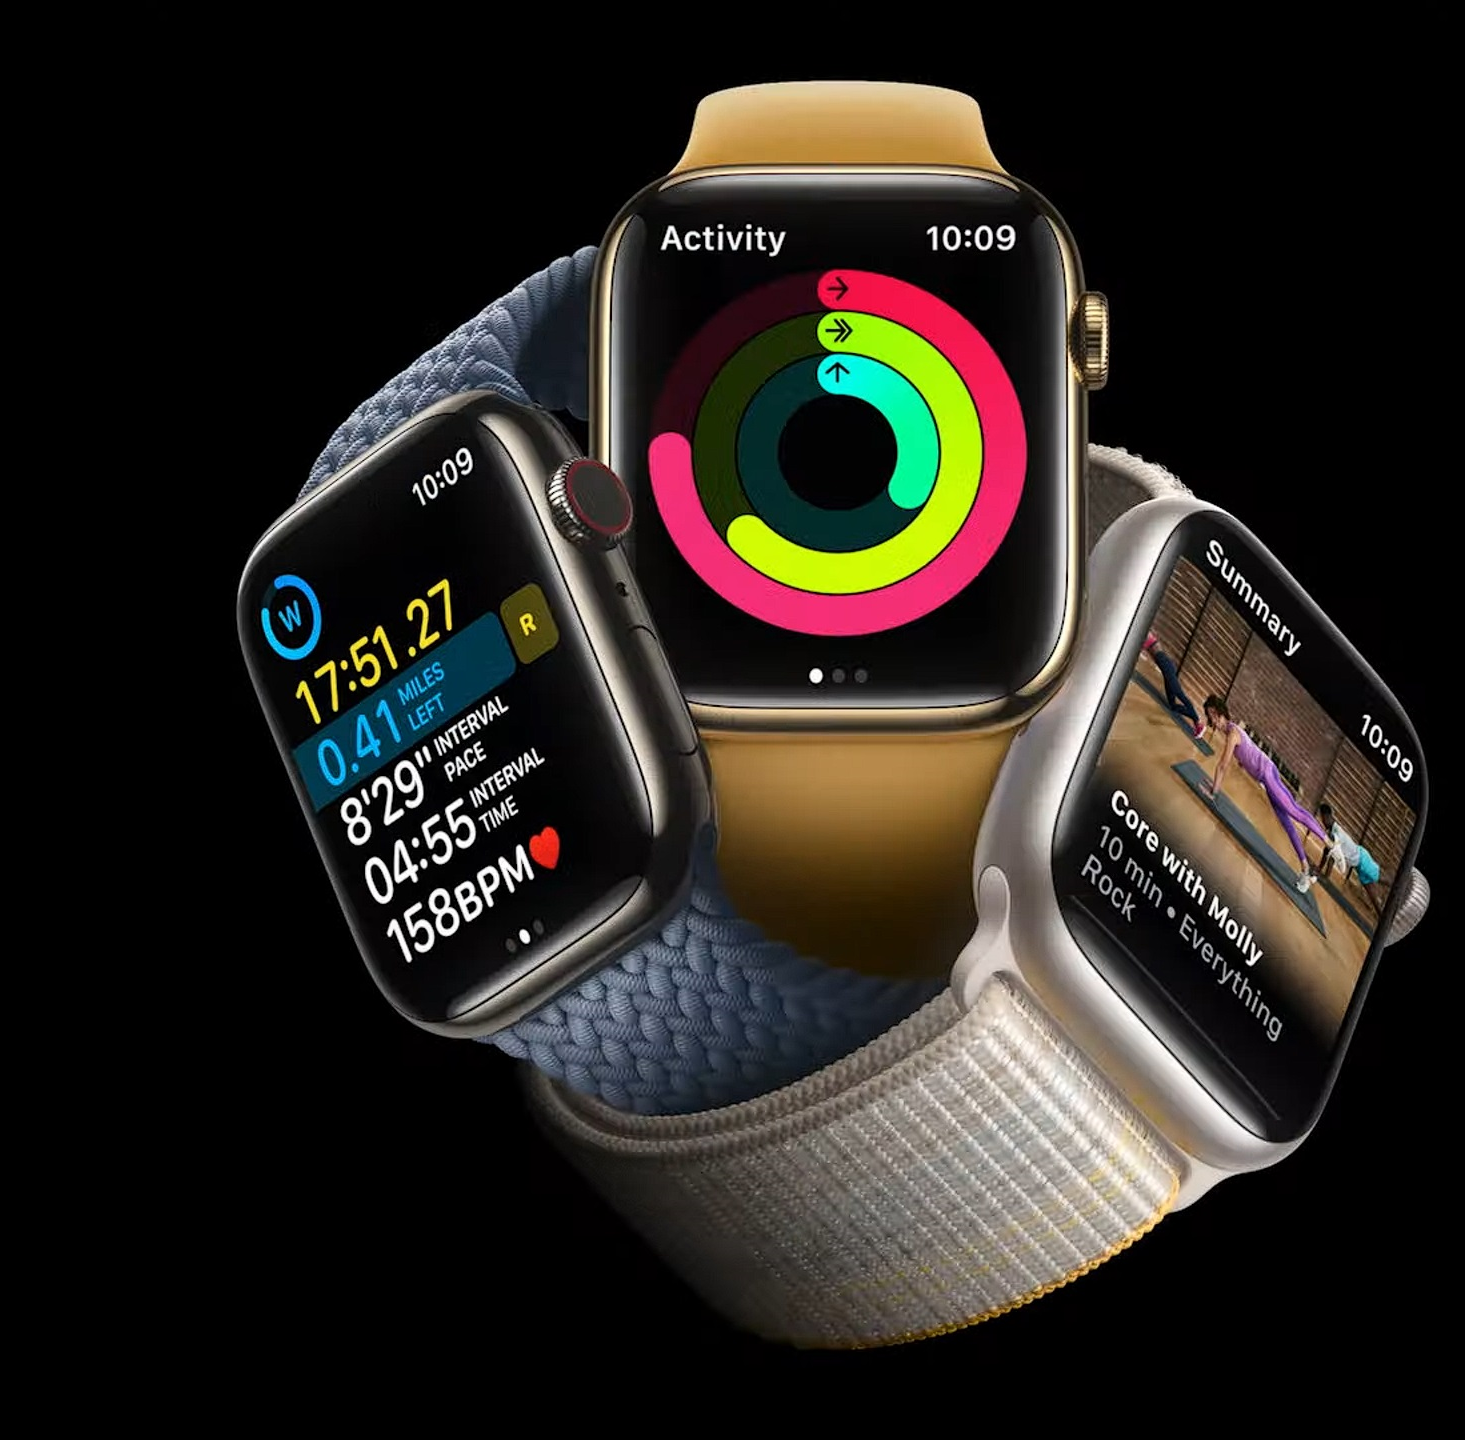 Activity 10:09
10:09
W
17:51.27
R
0.41 MILES
LEFT
8'29" INTERVAL
PACE
04:55 INTERVAL
TIME
158BPM
Summary 10:09
Core with Molly
10 min • Everything
Rock